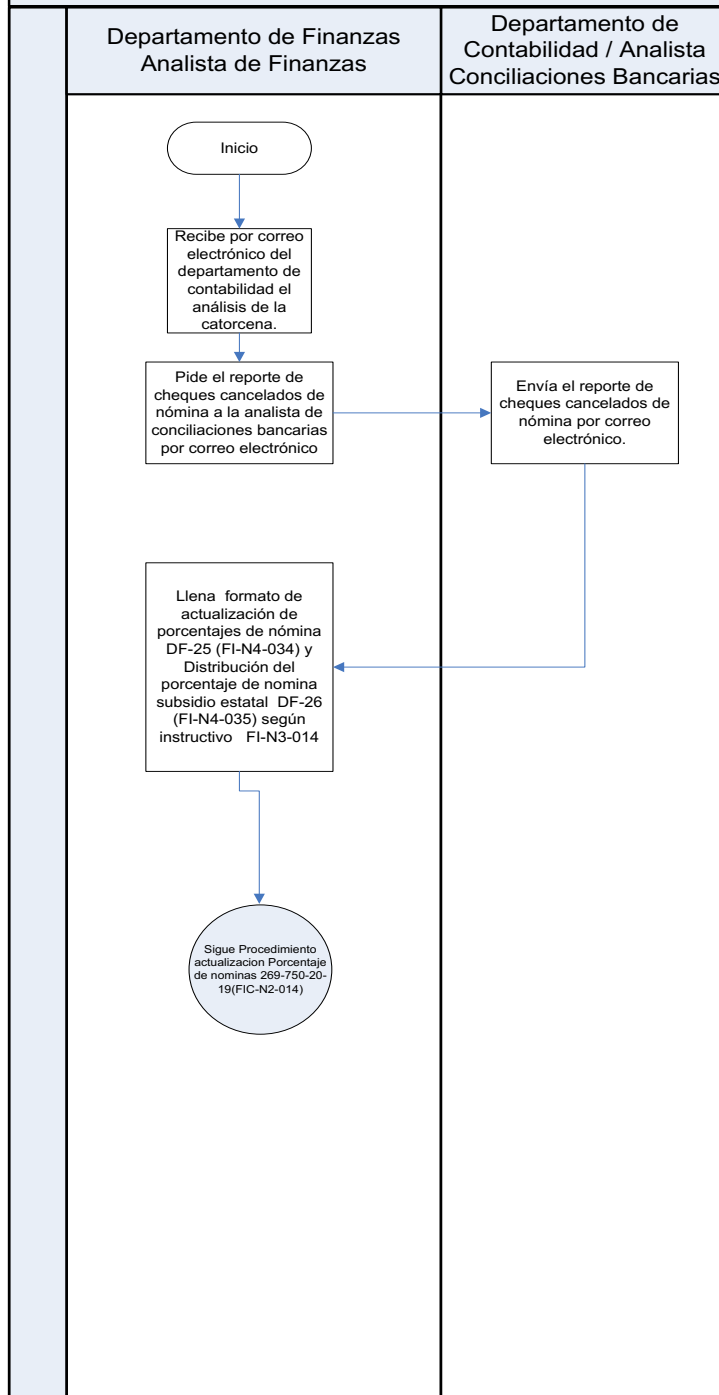 Departamento de Finanzas
Analista de Finanzas
Departamento de
Contabilidad / Analista
Conciliaciones Bancarias
Inicio
Recibe por correo
electrónico del
departamento de
contabilidad el
análisis de la
catorcena.
Pide el reporte de
cheques cancelados de
nómina a la analista de
conciliaciones bancarias
por correo electrónico
Envía el reporte de
cheques cancelados de
nómina por correo
electrónico.
Llena formato de
actualización de
porcentajes de nómina
DF-25 (FI-N4-034) y
Distribución del
porcentaje de nomina
subsidio estatal DF-26
(FI-N4-035) según
instructivo FI-N3-014
Sigue Procedimiento
actualizacion Porcentaje
de nominas 269-750-20-
19(FIC-N2-014)